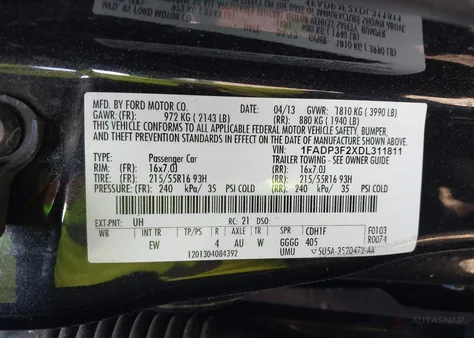 MFD. BY FORD MOTOR CO.
04/13 GVWR: 1810 KG ( 3990 LB)
GAWR: (FR): 972 KG ( 2143 LB) (RR): 880 KG ( 1940 LB)
THIS VEHICLE CONFORMS TO ALL APPLICABLE FEDERAL MOTOR VEHICLE SAFETY, BUMPER,
AND THEFT PREVENTION STANDARDS IN EFFECT ON THE DATE OF MANUFACTURE SHOWN ABOVE.
VIN: 1FADP3F2XDL311811
TYPE: Passenger Car TRAILER TOWING - SEE OWNER GUIDE
RIM: (FR): 16x7.0J (RR): 16x7.0J
TIRE: (FR): 215/55R16 93H (RR): 215/55R16 93H
PRESSURE: (FR): 240 kPa/ 35 PSI COLD (RR): 240 kPa/ 35 PSI COLD
EXT PNT: UH RC: 21 DSO:
WB INT TR TP/PS R AXLE TR SPR CDH1F F0103
EW 4 AU W GGGG 405 R0074
1201304084392 UMU
AUTASNAP